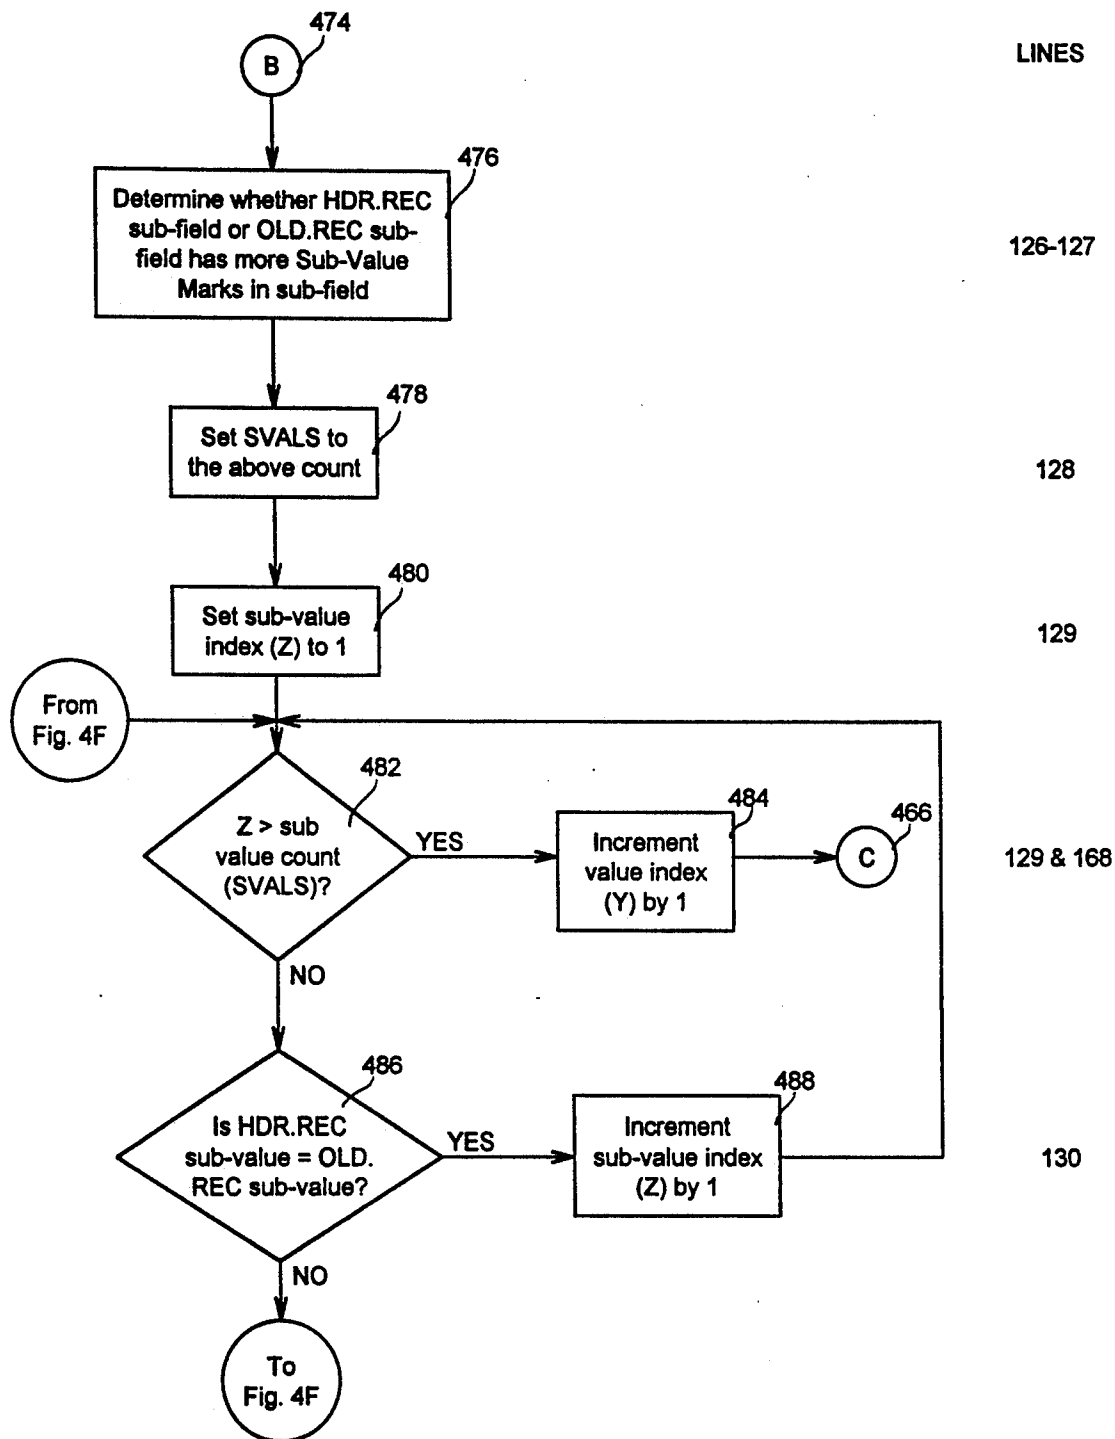 474
B
LINES
476
Determine whether HDR.REC
sub-field or OLD.REC sub-
field has more Sub-Value
Marks in sub-field
126-127
478
Set SVALS to
the above count
128
480
Set sub-value
index (Z) to 1
129
From
Fig. 4F
482
Z > sub
value count
(SVALS)?
YES
484
Increment
value index
(Y) by 1
466
C
129 & 168
NO
486
Is HDR.REC
sub-value = OLD.
REC sub-value?
YES
488
Increment
sub-value index
(Z) by 1
130
NO
To
Fig. 4F